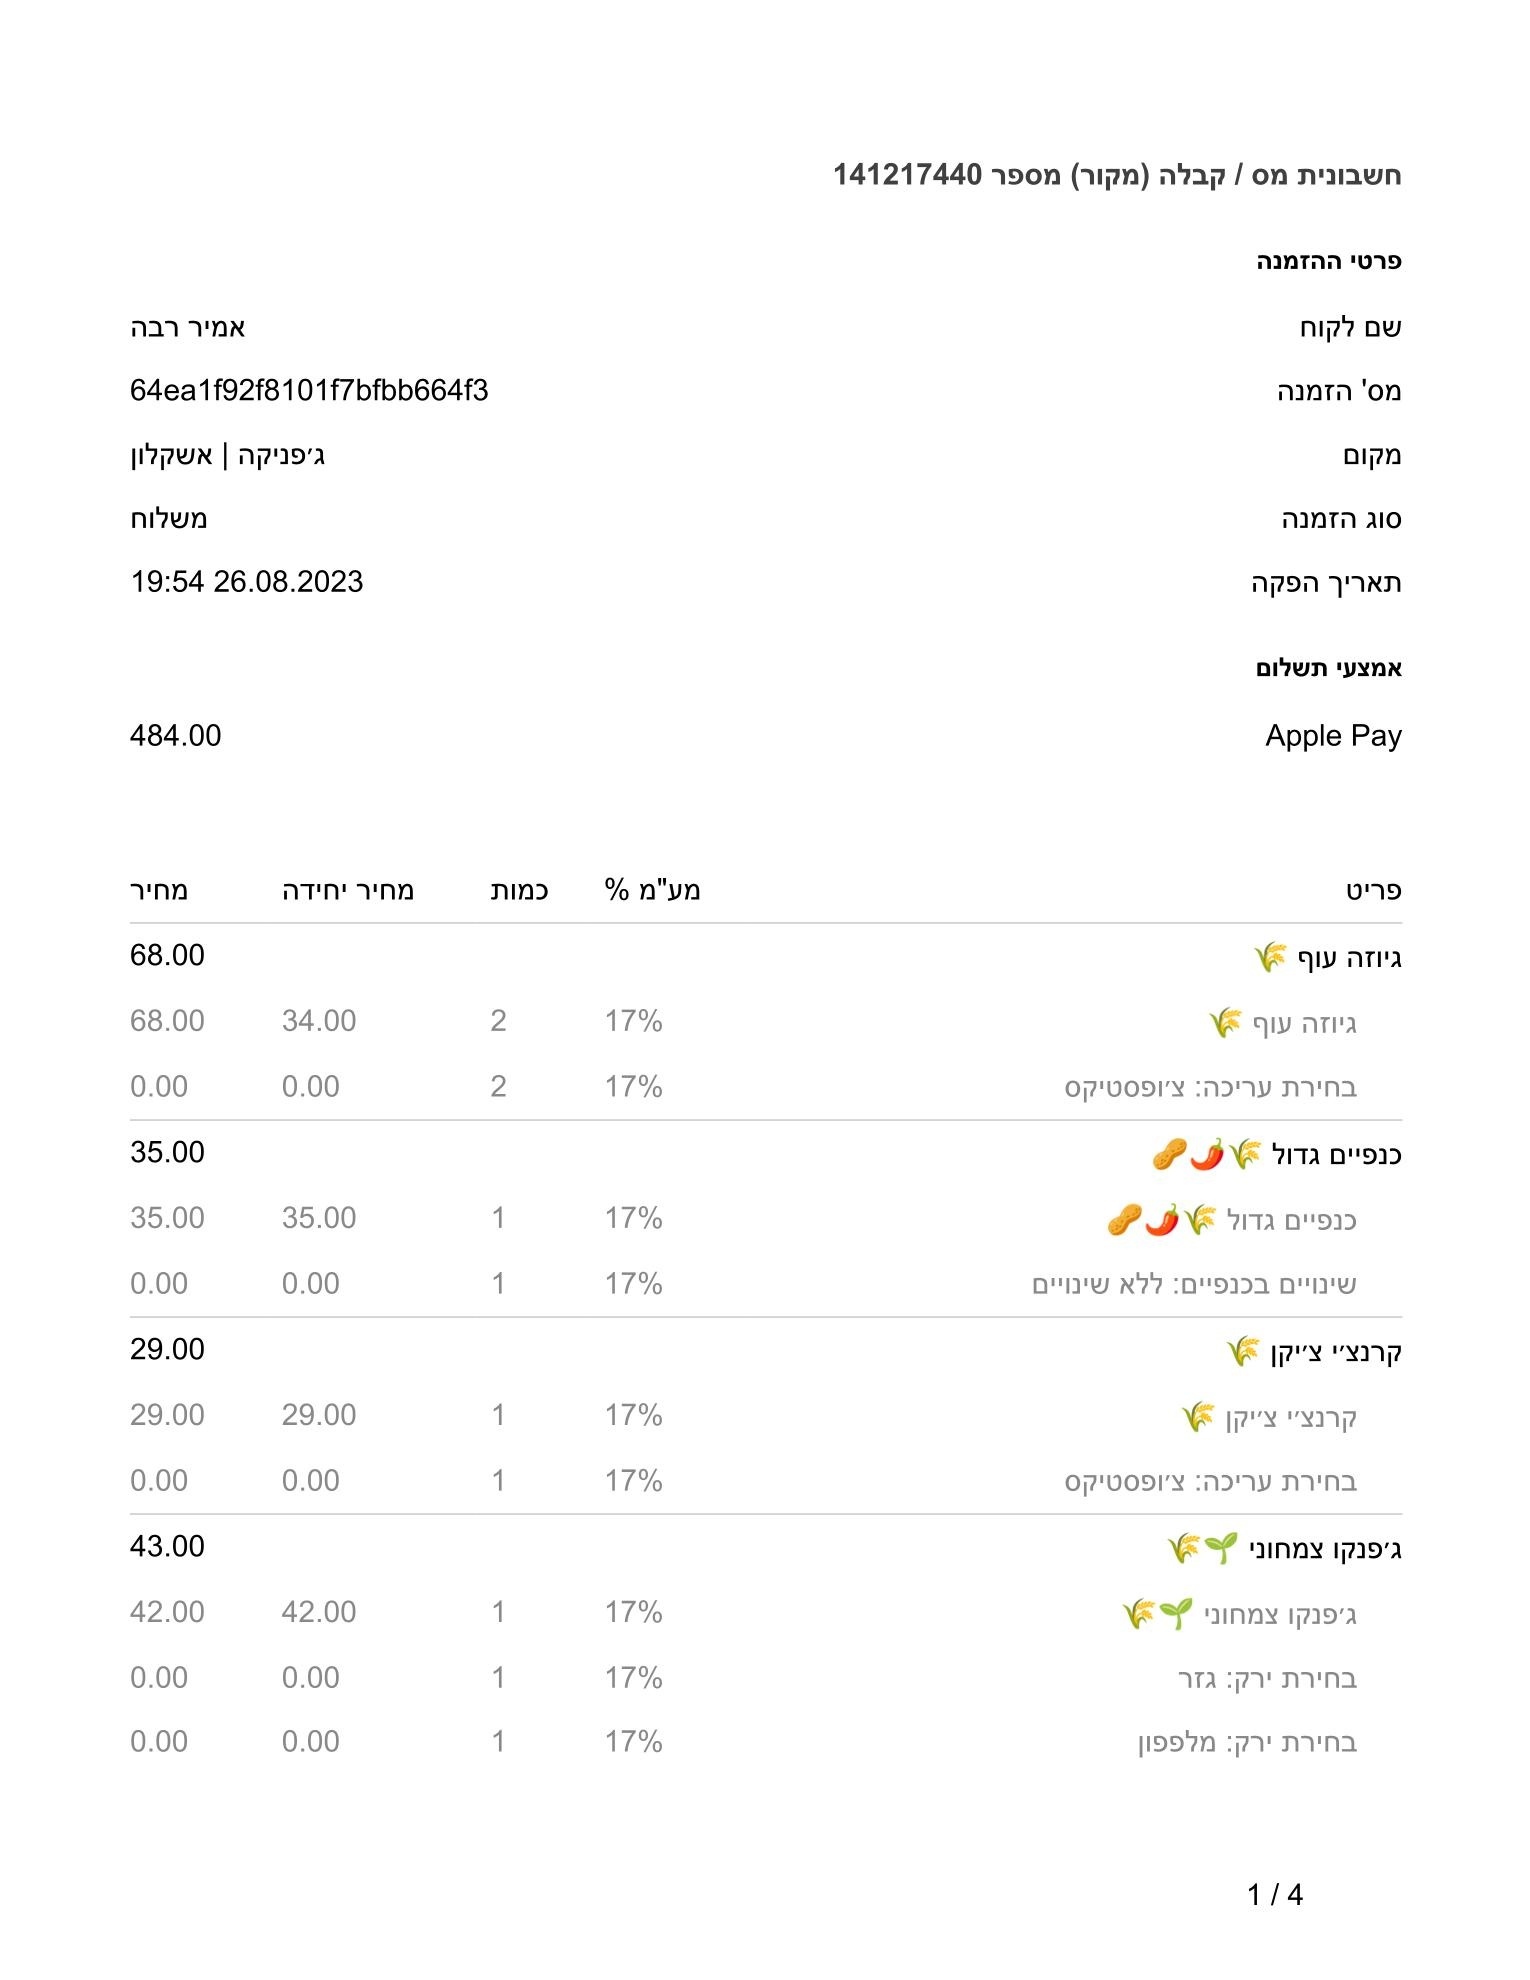 חשבונית מס / קבלה (מקור) מספר 141217440
פרטי ההזמנה
שם לקוח אמיר רבה
מס' הזמנה 64ea1f92f8101f7bfbb664f3
מקום ג׳פניקה | אשקלון
סוג הזמנה משלוח
תאריך הפקה 26.08.2023 19:54
אמצעי תשלום
Apple Pay 484.00
פריט מע"מ % כמות מחיר יחידה מחיר
גיוזה עוף 🌾 68.00
גיוזה עוף 🌾 17% 2 34.00 68.00
בחירת עריכה: צ׳ופסטיקס 17% 2 0.00 0.00
כנפיים גדול 🌾🌶️🥜 35.00
כנפיים גדול 🌾🌶️🥜 17% 1 35.00 35.00
שינויים בכנפיים: ללא שינויים 17% 1 0.00 0.00
קרנצ׳י צ׳יקן 🌾 29.00
קרנצ׳י צ׳יקן 🌾 17% 1 29.00 29.00
בחירת עריכה: צ׳ופסטיקס 17% 1 0.00 0.00
ג׳פנקו צמחוני 🌱🌾 43.00
ג׳פנקו צמחוני 🌱🌾 17% 1 42.00 42.00
בחירת ירק: גזר 17% 1 0.00 0.00
בחירת ירק: מלפפון 17% 1 0.00 0.00
1 / 4